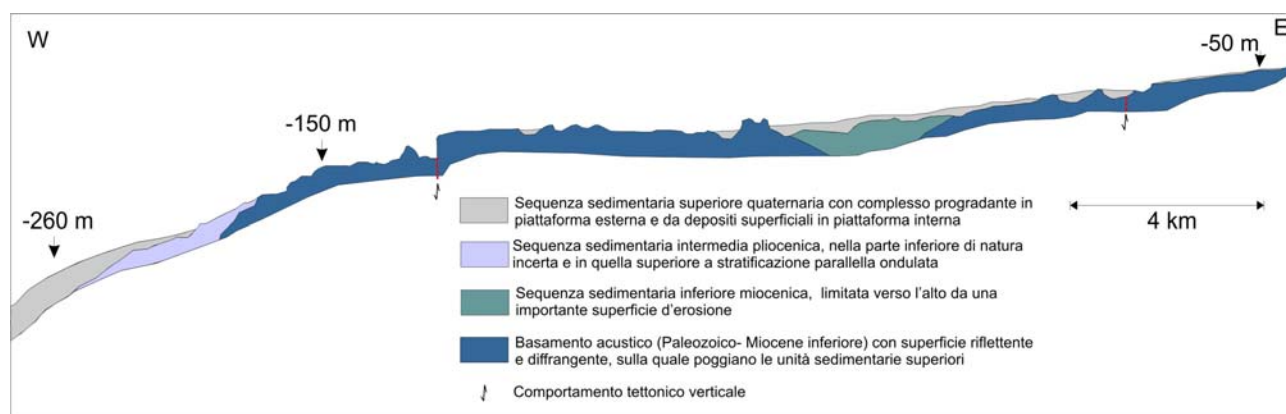 W
E
-50 m
-150 m
-260 m
4 km
Sequenza sedimentaria superiore quaternaria con complesso progradante in
piattaforma esterna e da depositi superficiali in piattaforma interna
Sequenza sedimentaria intermedia pliocenica, nella parte inferiore di natura
incerta e in quella superiore a stratificazione parallella ondulata
Sequenza sedimentaria inferiore miocenica, limitata verso l'alto da una
importante superficie d'erosione
Basamento acustico (Paleozoico- Miocene inferiore) con superficie riflettente
e diffrangente, sulla quale poggiano le unità sedimentarie superiori
Comportamento tettonico verticale